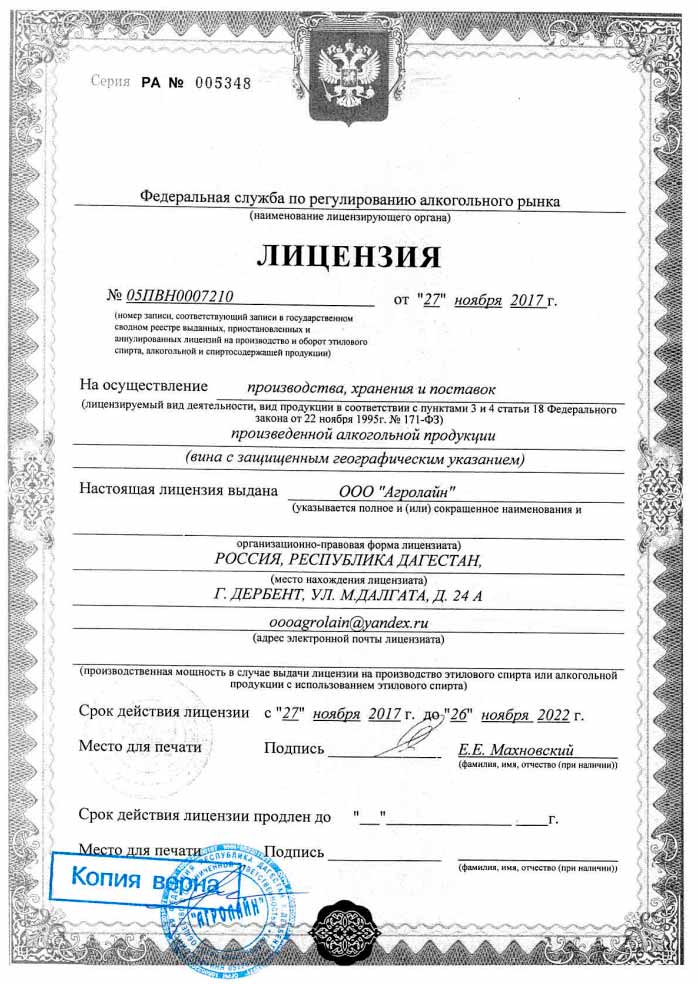 Серия РА № 005348
Федеральная служба по регулированию алкогольного рынка
(наименование лицензирующего органа)
ЛИЦЕНЗИЯ
№ 05ПВН0007210 от "27" ноября 2017 г.
(номер записи, соответствующий записи в государственном
сводном реестре выданных, приостановленных и
аннулированных лицензий на производство и оборот этилового
спирта, алкогольной и спиртосодержащей продукции)
На осуществление производства, хранения и поставок
(лицензируемый вид деятельности, вид продукции в соответствии с пунктами 3 и 4 статьи 18 Федерального
закона от 22 ноября 1995г. № 171-ФЗ)
произведенной алкогольной продукции
(вина с защищенным географическим указанием)
Настоящая лицензия выдана ООО "Агролайн"
(указывается полное и (или) сокращенное наименования и
организационно-правовая форма лицензиата)
РОССИЯ, РЕСПУБЛИКА ДАГЕСТАН,
(место нахождения лицензиата)
Г. ДЕРБЕНТ, УЛ. М.ДАЛГАТА, Д. 24 А
oooagrolain@yandex.ru
(адрес электронной почты лицензиата)
(производственная мощность в случае выдачи лицензии на производство этилового спирта или алкогольной
продукции с использованием этилового спирта)
Срок действия лицензии с "27" ноября 2017 г. до "26" ноября 2022 г.
Место для печати Подпись Е.Е. Махновский
(фамилия, имя, отчество (при наличии))
Срок действия лицензии продлен до "__" г.
Место для печати Подпись
(фамилия, имя, отчество (при наличии))
Копия верна
"АГРОЛАЙН"